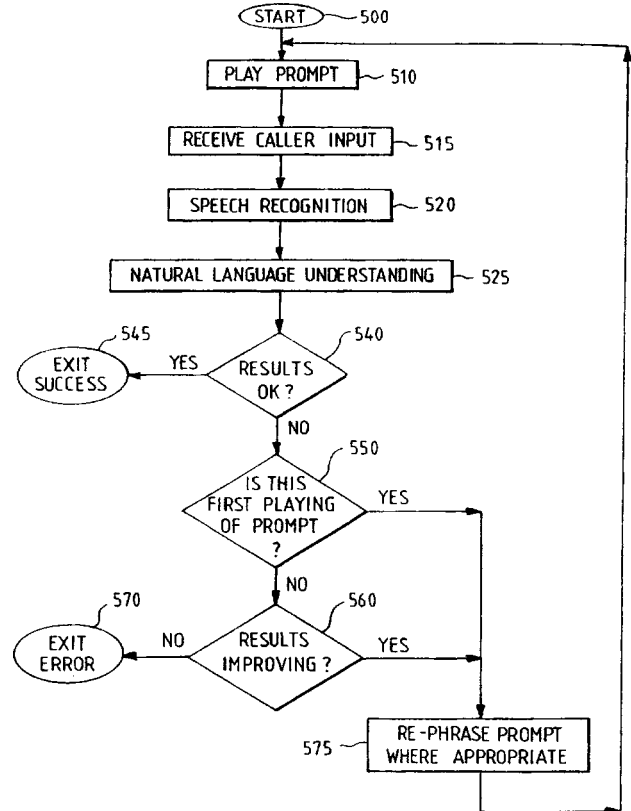 START
500
PLAY PROMPT
510
RECEIVE CALLER INPUT
515
SPEECH RECOGNITION
520
NATURAL LANGUAGE UNDERSTANDING
525
545
EXIT
SUCCESS
YES
540
RESULTS
OK?
NO
550
IS THIS
FIRST PLAYING
OF PROMPT
?
YES
NO
570
EXIT
ERROR
NO
560
RESULTS
IMPROVING?
YES
575
RE-PHRASE PROMPT
WHERE APPROPRIATE